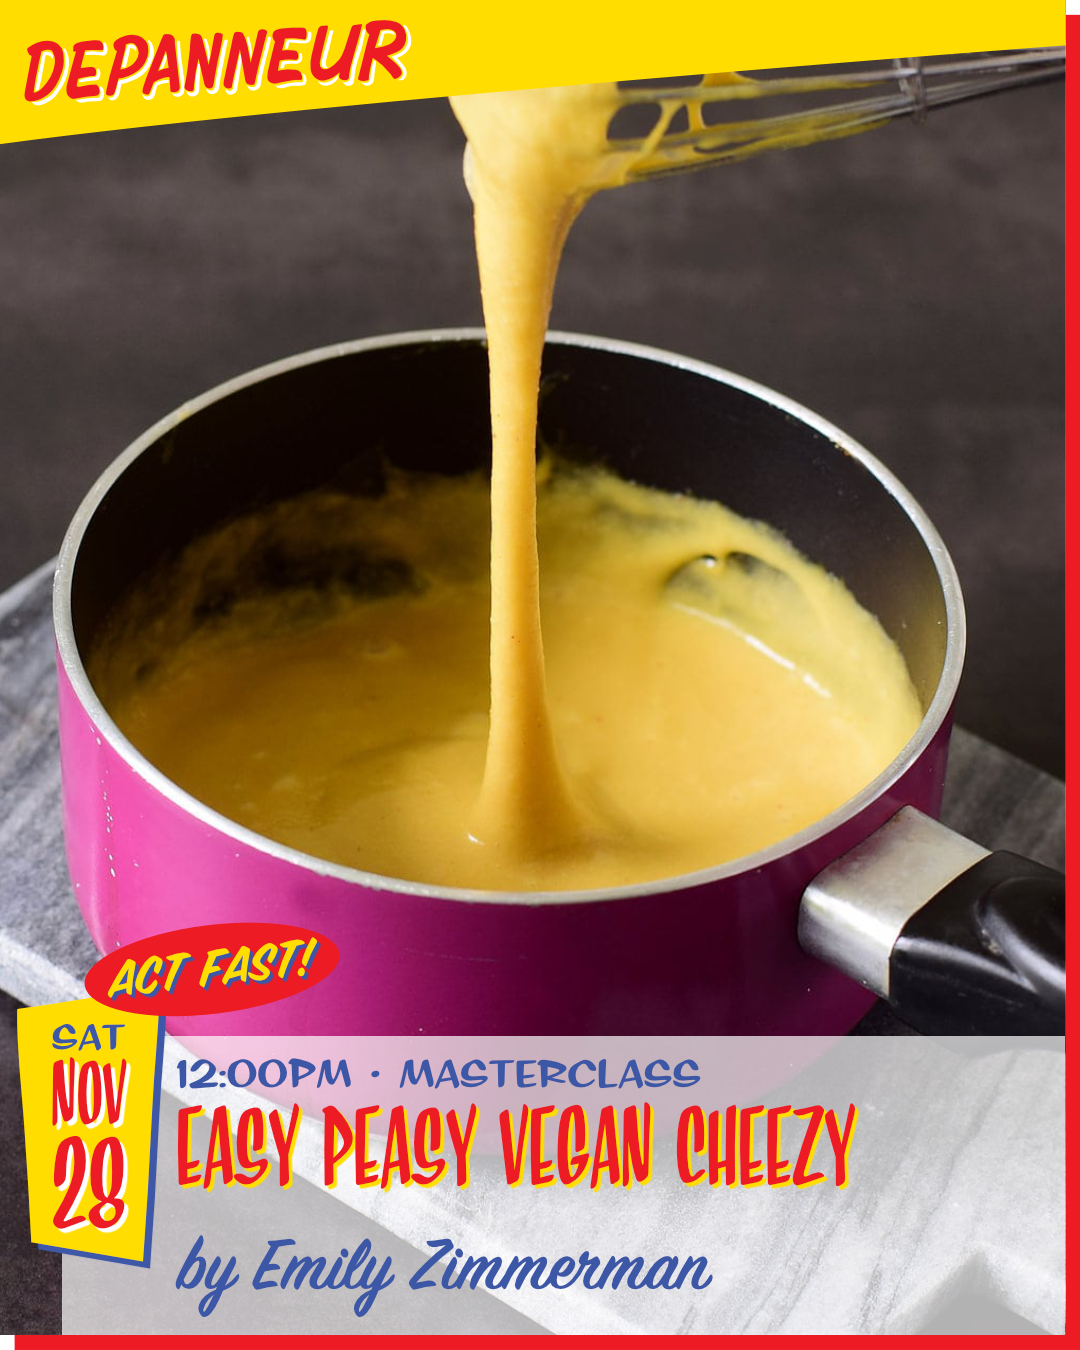 DEPANNEUR
ACT FAST!
SAT
NOV
28
12:00PM · MASTERCLASS
EASY PEASY VEGAN CHEEZY
by Emily Zimmerman